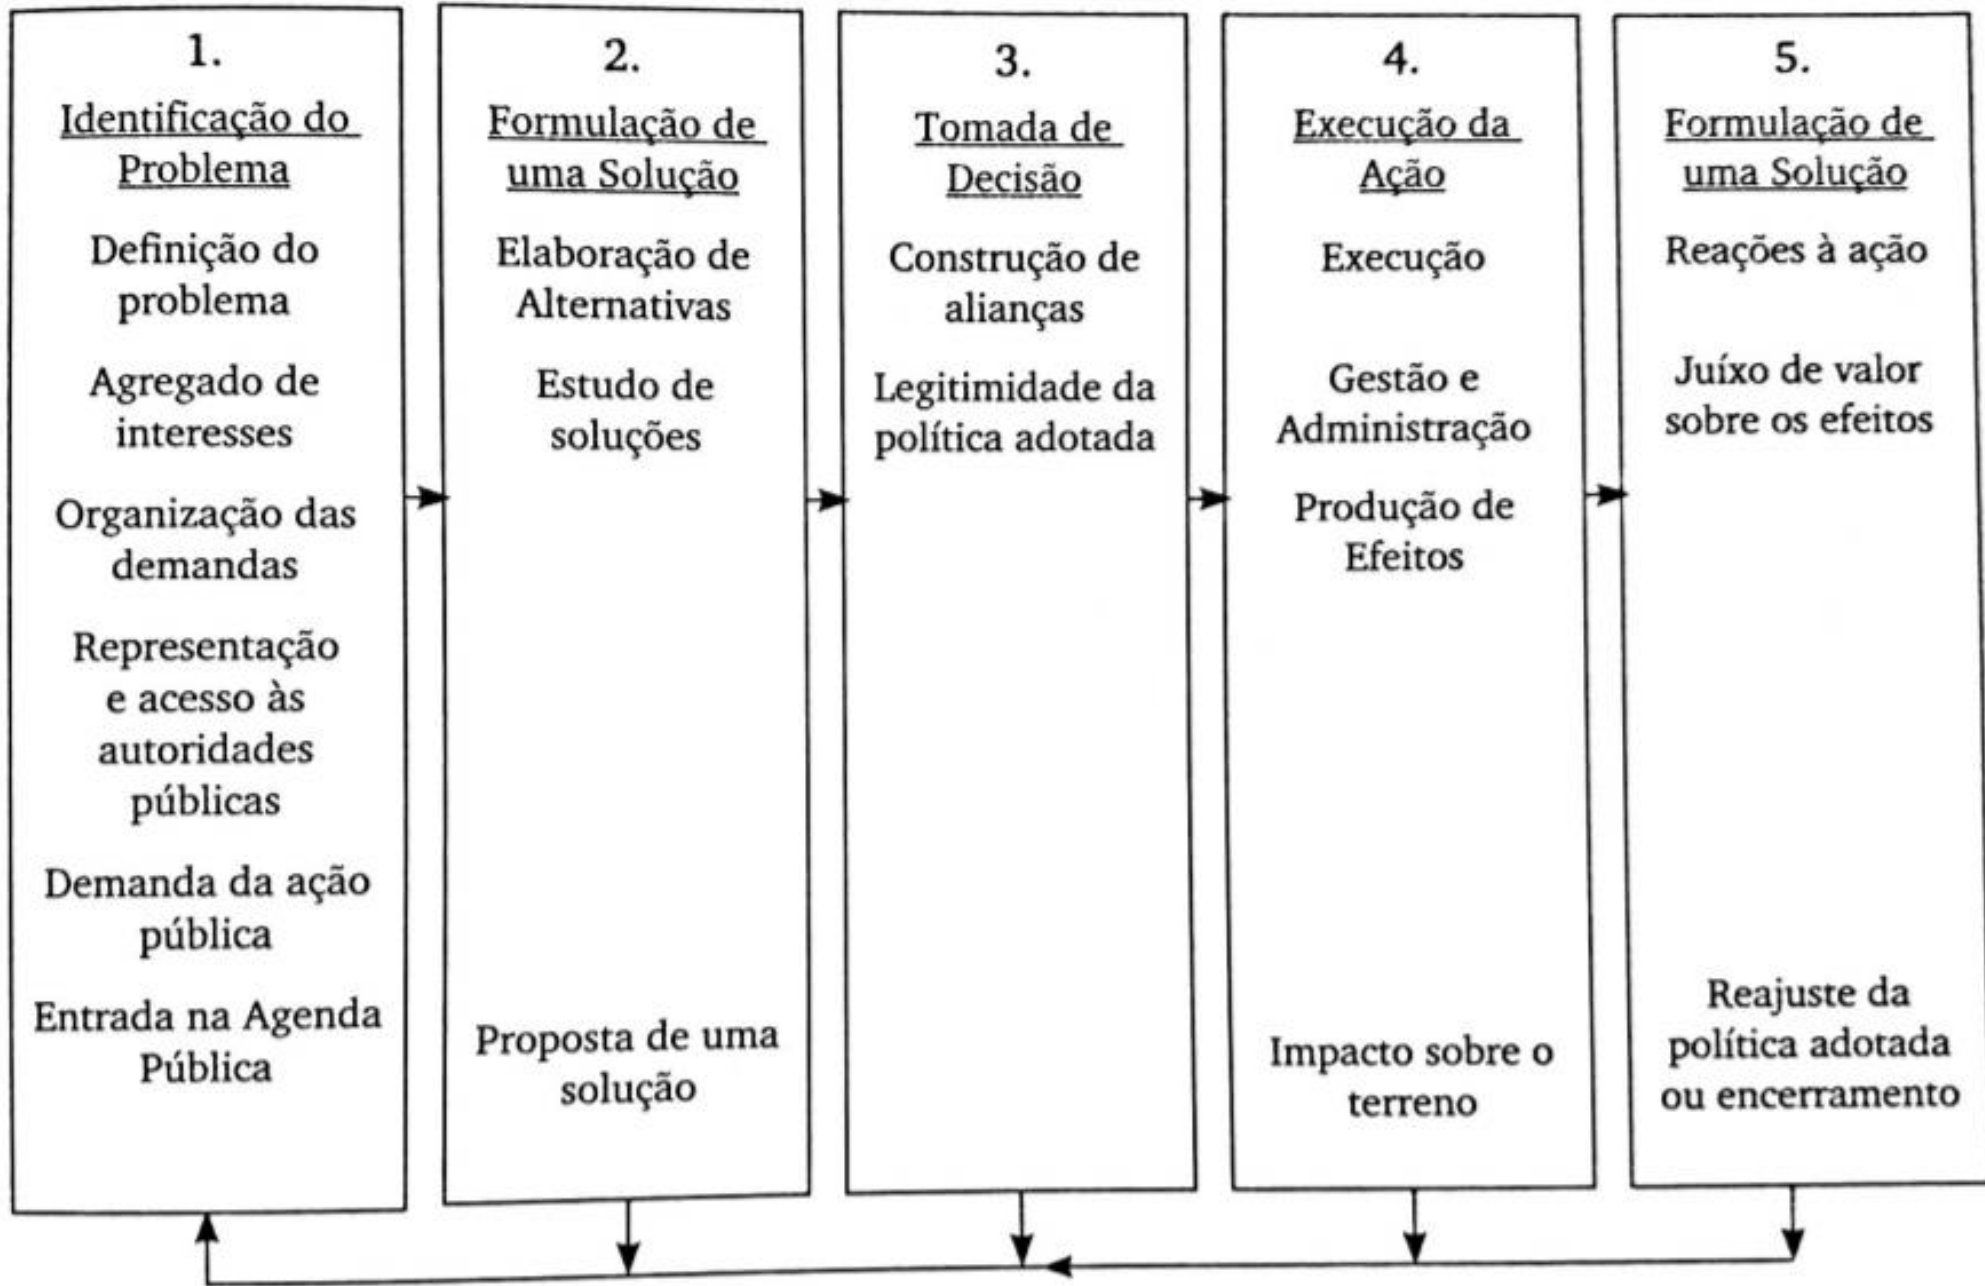 1.
Identificação do
Problema
Definição do
problema
Agregado de
interesses
Organização das
demandas
Representação
e acesso às
autoridades
públicas
Demanda da ação
pública
Entrada na Agenda
Pública
2.
Formulação de
uma Solução
Elaboração de
Alternativas
Estudo de
soluções
Proposta de uma
solução
3.
Tomada de
Decisão
Construção de
alianças
Legitimidade da
política adotada
4.
Execução da
Ação
Execução
Gestão e
Administração
Produção de
Efeitos
Impacto sobre o
terreno
5.
Formulação de
uma Solução
Reações à ação
Juíxo de valor
sobre os efeitos
Reajuste da
política adotada
ou encerramento